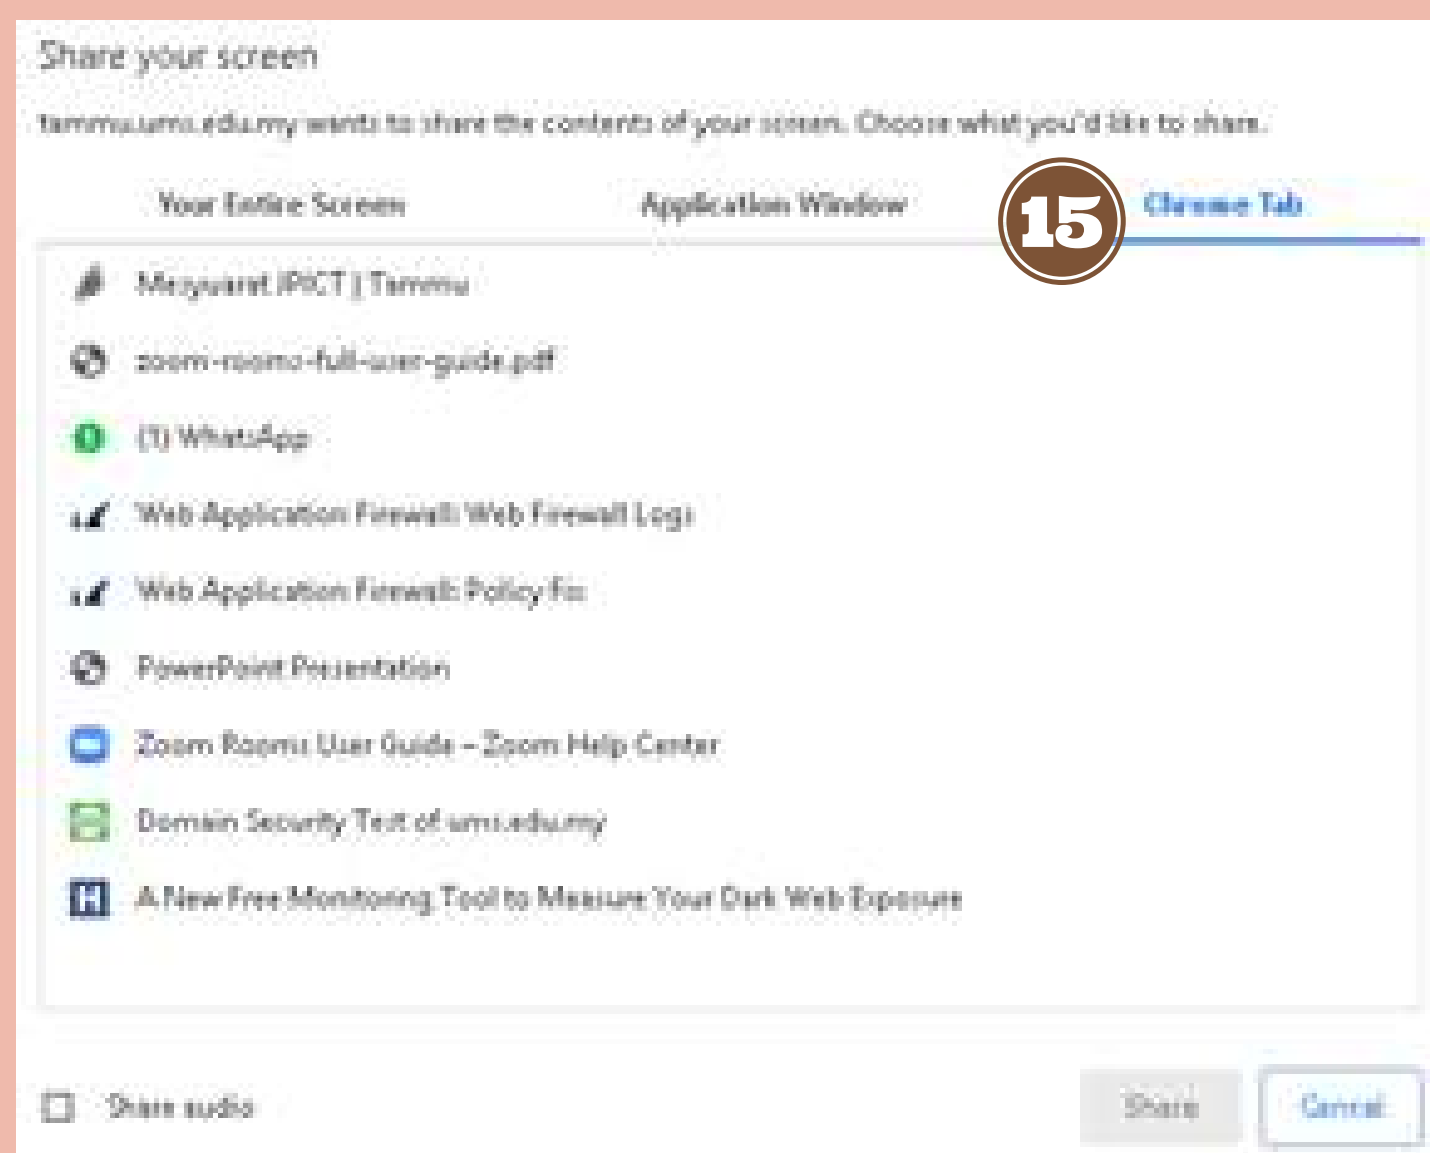 Share your screen
tammu.ums.edu.my wants to share the contents of your screen. Choose what you'd like to share.
Your Entire Screen Application Window 15 Chrome Tab
Mesyuarat JPICT | Tammu
zoom-rooms-full-user-guide.pdf
(1) WhatsApp
Web Application Firewall: Web Firewall Logs
Web Application Firewall: Policy Fix
PowerPoint Presentation
Zoom Rooms User Guide – Zoom Help Center
Domain Security Test of ums.edu.my
A New Free Monitoring Tool to Measure Your Dark Web Exposure
Share audio
Share Cancel